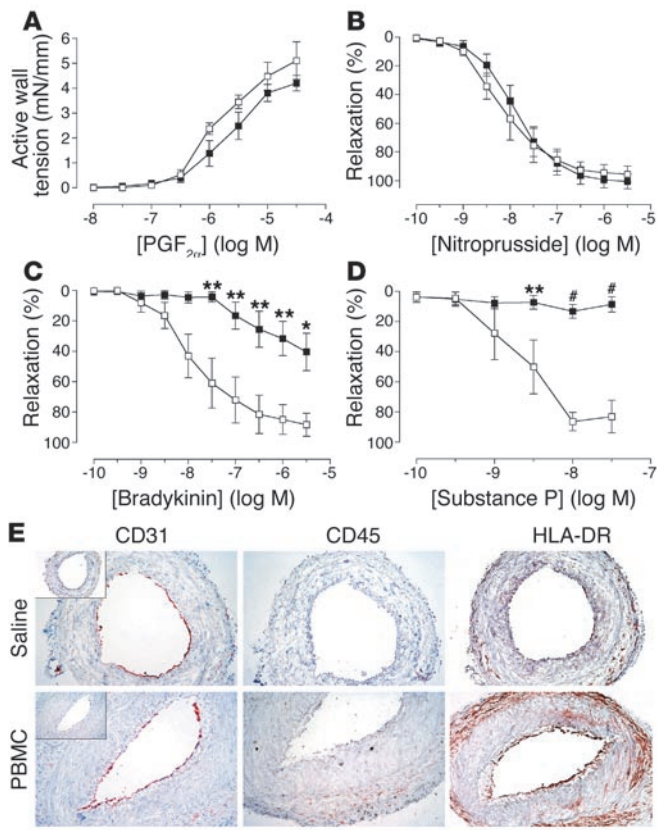 A
Active wall
tension (mN/mm)
6
5
4
3
2
1
0
-8 -7 -6 -5 -4
[PGF2α] (log M)
B
Relaxation (%)
0
20
40
60
80
100
-10 -9 -8 -7 -6 -5
[Nitroprusside] (log M)
C
Relaxation (%)
0
20
40
60
80
100
** ** ** ** *
-10 -9 -8 -7 -6 -5
[Bradykinin] (log M)
D
Relaxation (%)
0
20
40
60
80
100
** # #
-10 -9 -8 -7
[Substance P] (log M)
E
CD31 CD45 HLA-DR
Saline
PBMC